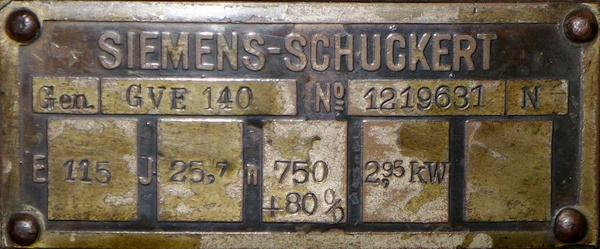 SIEMENS-SCHUCKERT
Gen. GVE 140 № 1219631 N
E 115 J 25,7 n 750 2,95 KW
+80%